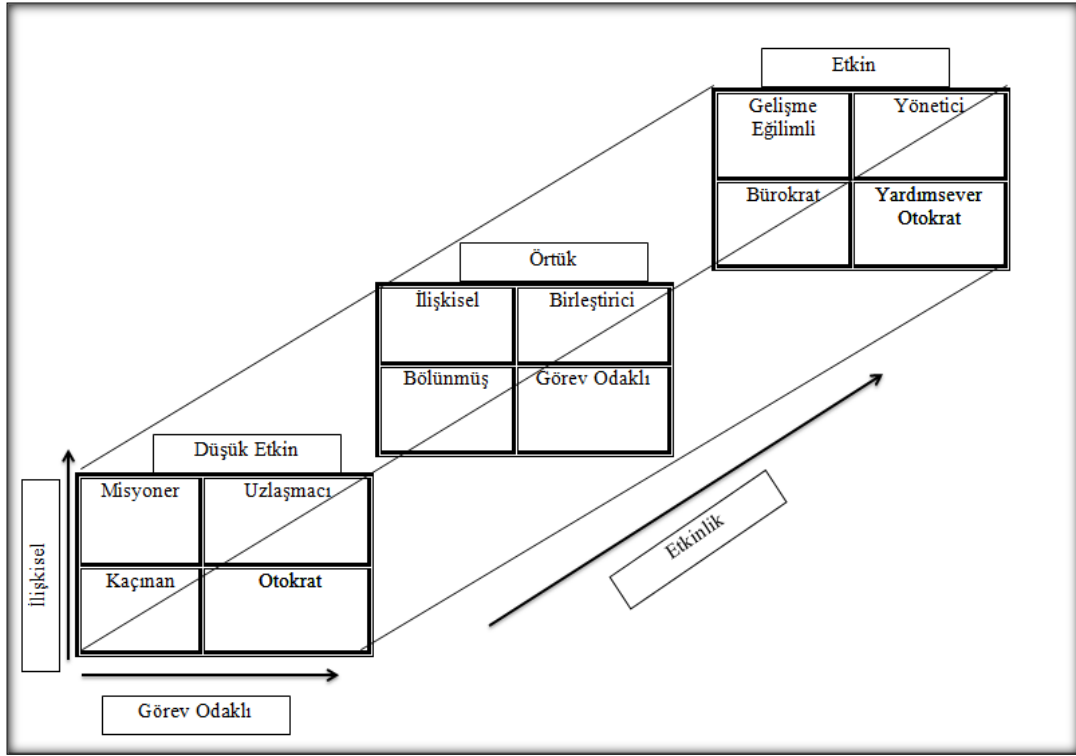 Etkin
Gelişme
Eğilimli
Yönetici
Bürokrat
Yardımsever
Otokrat
Örtük
İlişkisel
Birleştirici
Bölünmüş
Görev Odaklı
Düşük Etkin
Misyoner
Uzlaşmacı
Kaçınan
Otokrat
İlişkisel
Etkinlik
Görev Odaklı